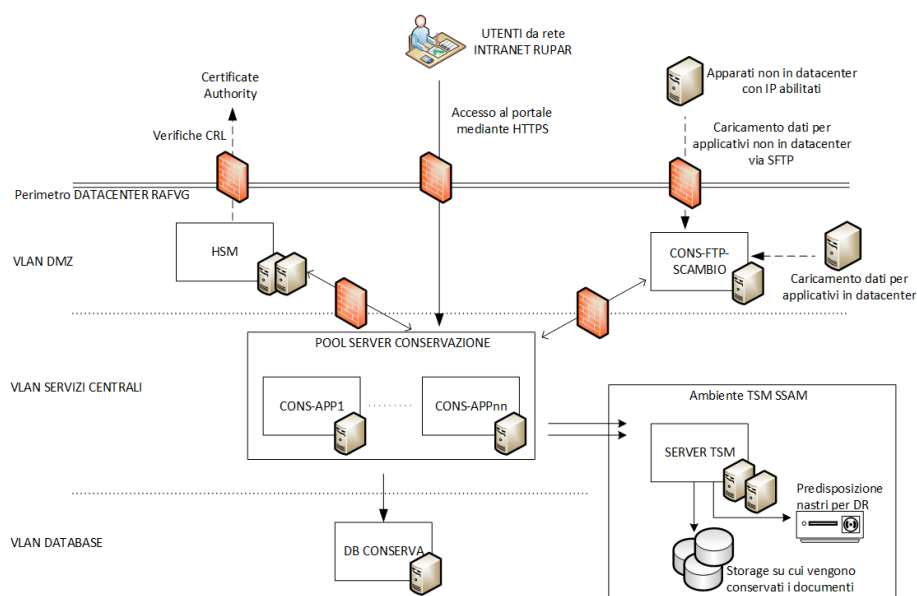 UTENTI da rete
INTRANET RUPAR
Certificate
Authority
Apparati non in datacenter
con IP abilitati
Accesso al portale
mediante HTTPS
Verifiche CRL
Caricamento dati per
applicativi non in datacenter
via SFTP
Perimetro DATACENTER RAFVG
VLAN DMZ
HSM
CONS-FTP-
SCAMBIO
Caricamento dati per
applicativi in datacenter
POOL SERVER CONSERVAZIONE
VLAN SERVIZI CENTRALI
CONS-APP1
CONS-APPnn
Ambiente TSM SSAM
SERVER TSM
Predisposizione
nastri per DR
VLAN DATABASE
DB CONSERVA
Storage su cui vengono
conservati i documenti